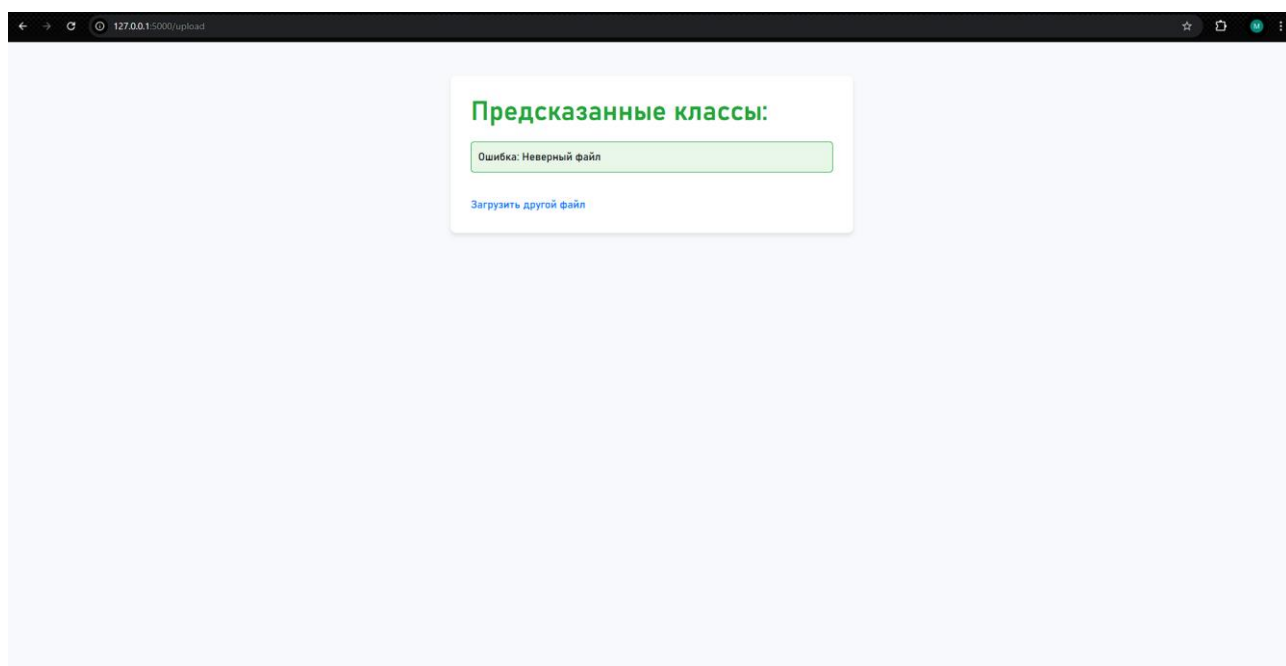 127.0.0.1:5000/upload
M
Предсказанные классы:
Ошибка: Неверный файл
Загрузить другой файл